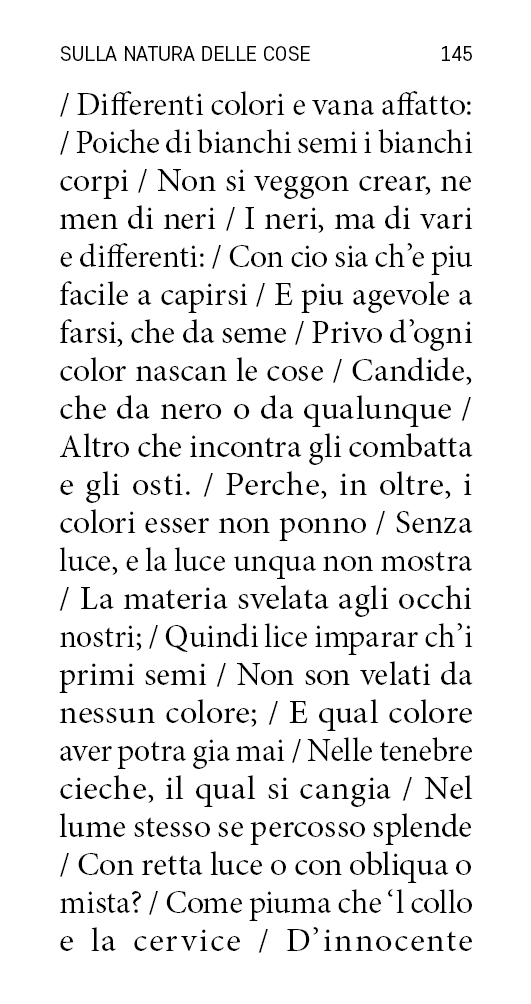 SULLA NATURA DELLE COSE 145
/ Differenti colori e vana affatto:
/ Poiche di bianchi semi i bianchi
corpi / Non si veggon crear, ne
men di neri / I neri, ma di vari
e differenti: / Con cio sia ch’e piu
facile a capirsi / E piu agevole a
farsi, che da seme / Privo d’ogni
color nascan le cose / Candide,
che da nero o da qualunque /
Altro che incontra gli combatta
e gli osti. / Perche, in oltre, i
colori esser non ponno / Senza
luce, e la luce unqua non mostra
/ La materia svelata agli occhi
nostri; / Quindi lice imparar ch’i
primi semi / Non son velati da
nessun colore; / E qual colore
aver potra gia mai / Nelle tenebre
cieche, il qual si cangia / Nel
lume stesso se percosso splende
/ Con retta luce o con obliqua o
mista? / Come piuma che ‘l collo
e la cervice / D’innocente